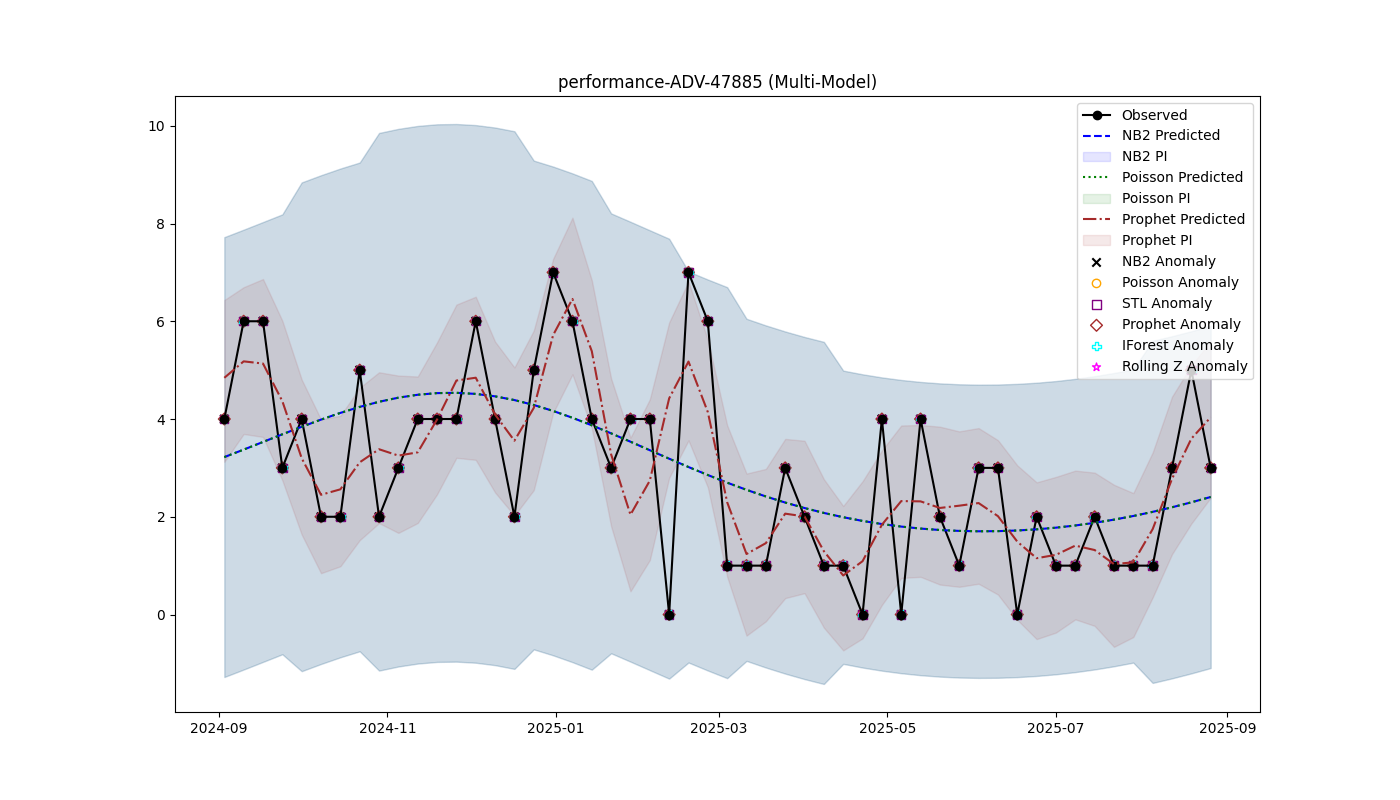 performance-ADV-47885 (Multi-Model)
10
8
6
4
2
0
2024-09
2024-11
2025-01
2025-03
2025-05
2025-07
2025-09
Observed
NB2 Predicted
NB2 PI
Poisson Predicted
Poisson PI
Prophet Predicted
Prophet PI
NB2 Anomaly
Poisson Anomaly
STL Anomaly
Prophet Anomaly
IForest Anomaly
Rolling Z Anomaly